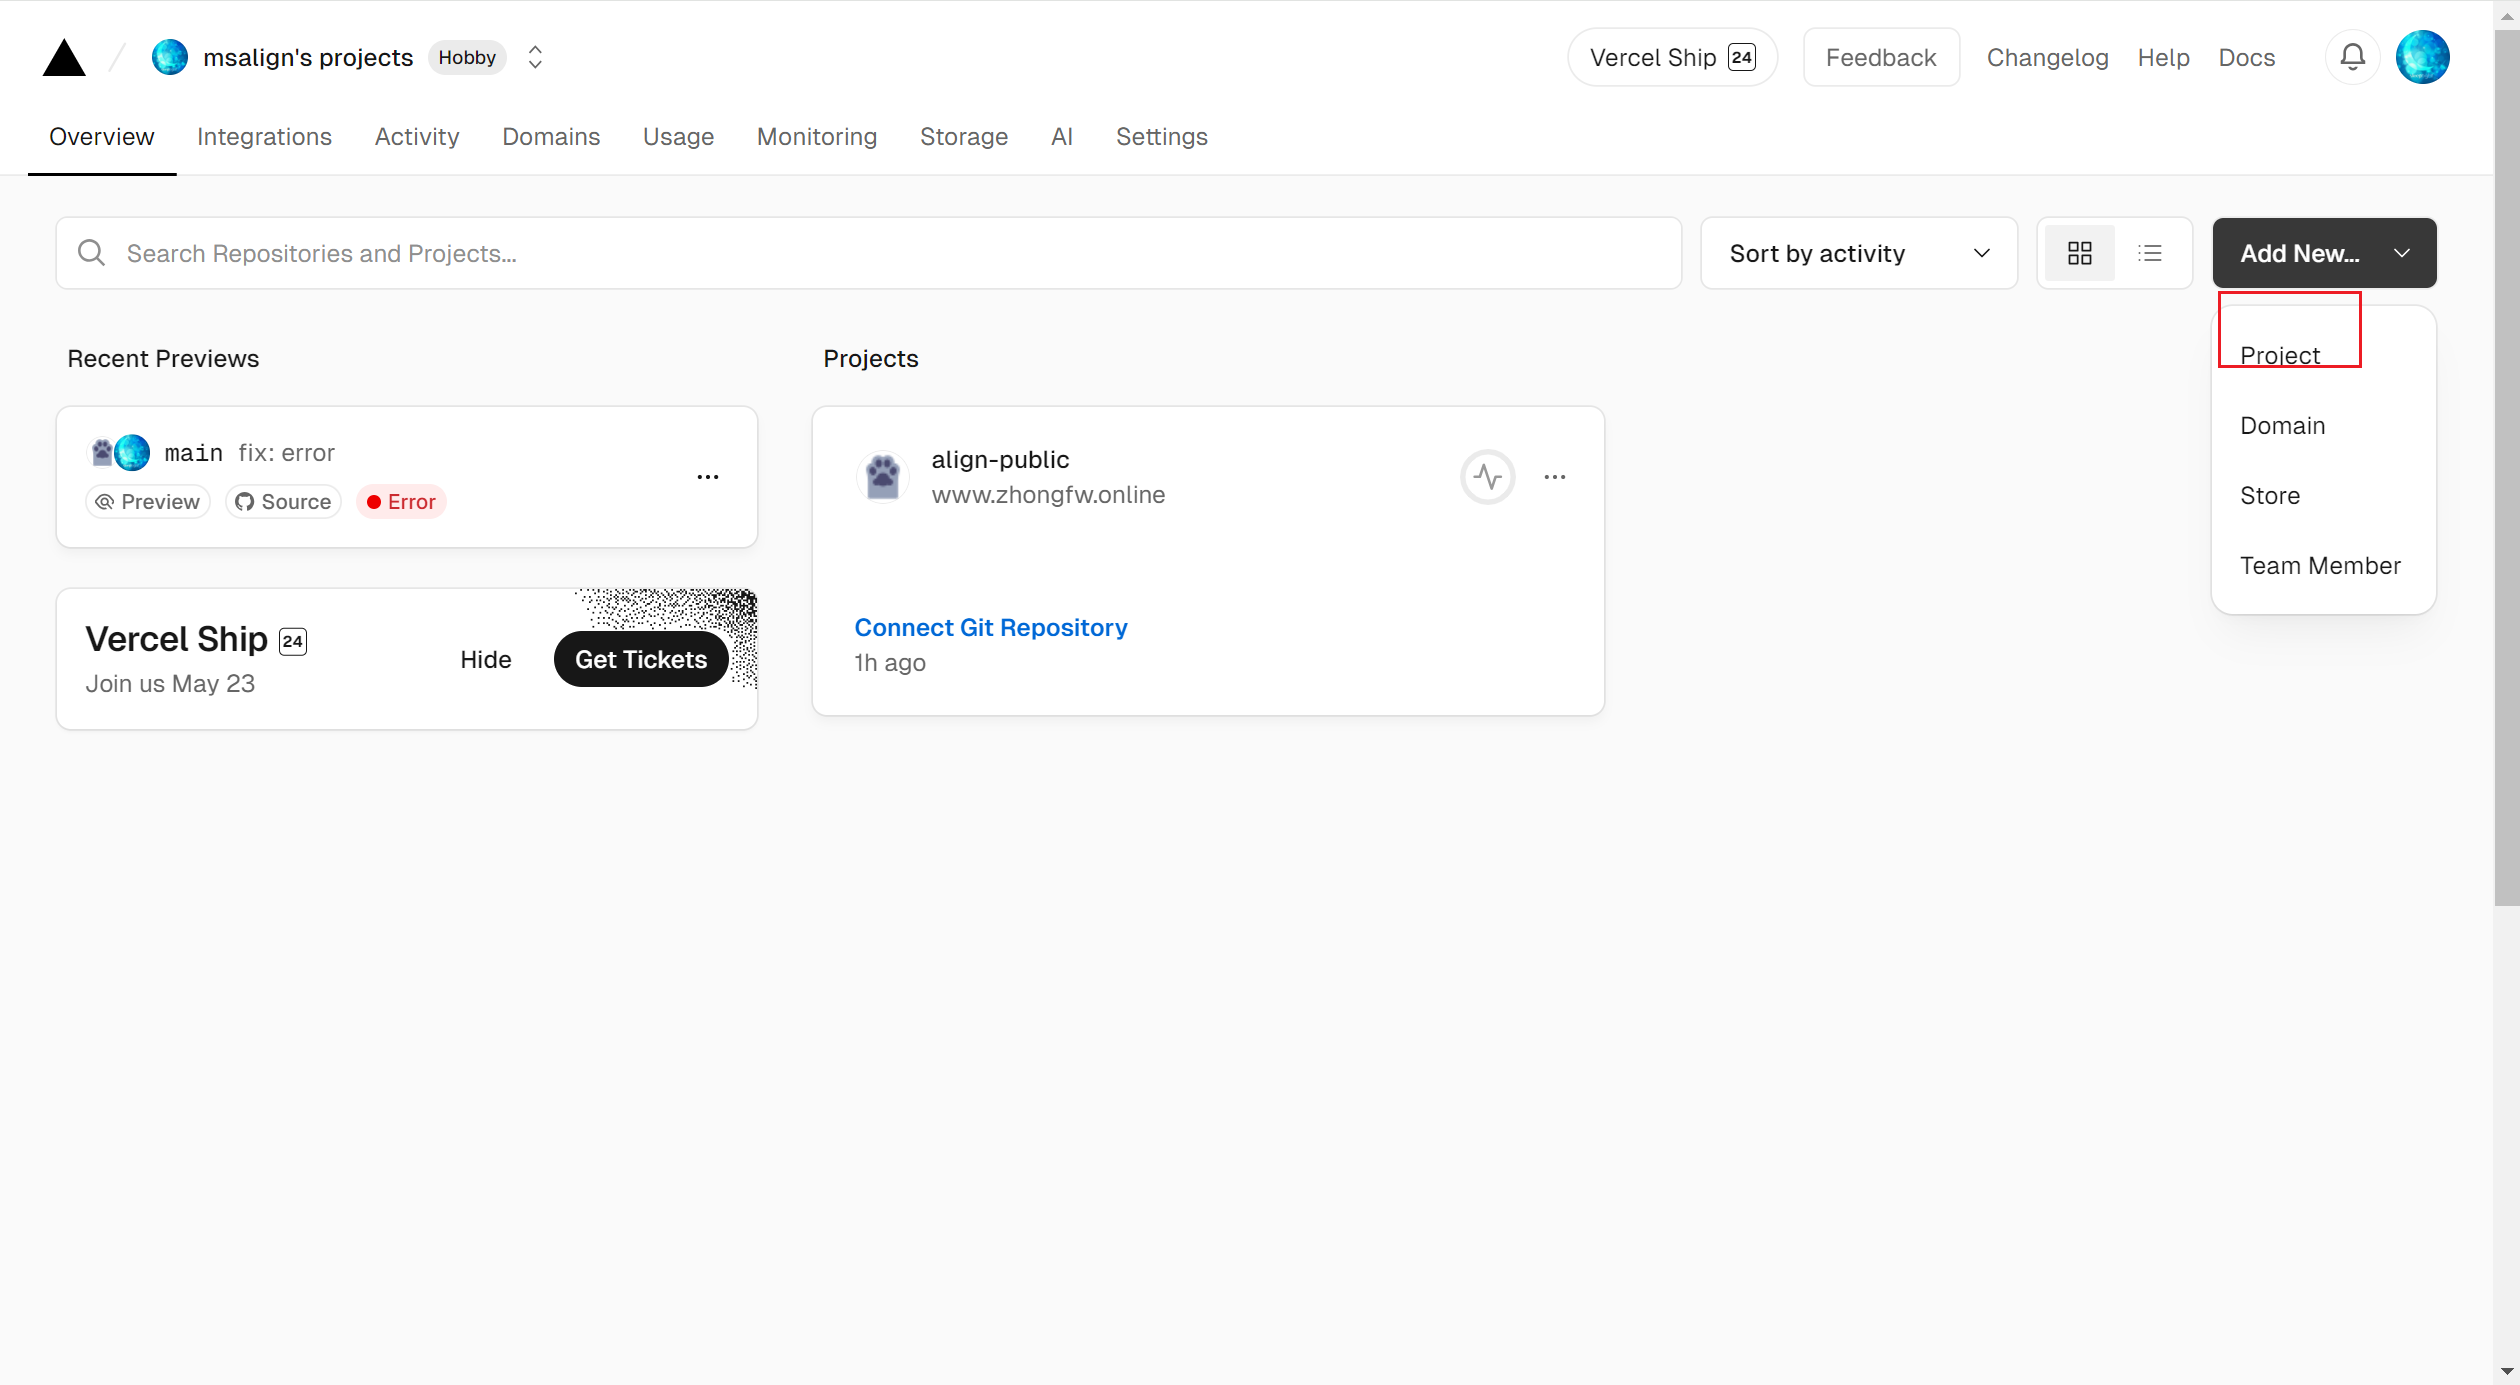 msalign's projects Hobby
Vercel Ship 24 Feedback Changelog Help Docs
Overview Integrations Activity Domains Usage Monitoring Storage AI Settings
Search Repositories and Projects...
Sort by activity
Add New...
Project
Domain
Store
Team Member
Recent Previews
main fix: error
Preview Source Error
Vercel Ship 24
Join us May 23
Hide
Get Tickets
Projects
align-public
www.zhongfw.online
Connect Git Repository
1h ago